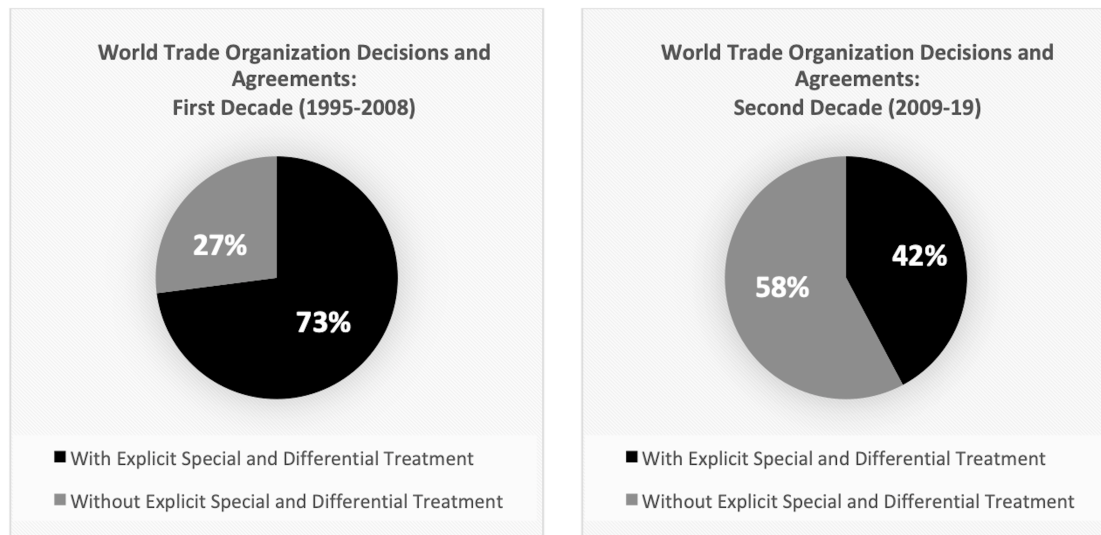 World Trade Organization Decisions and
Agreements:
First Decade (1995-2008)
27%
73%
■ With Explicit Special and Differential Treatment
■ Without Explicit Special and Differential Treatment
World Trade Organization Decisions and
Agreements:
Second Decade (2009-19)
42%
58%
■ With Explicit Special and Differential Treatment
■ Without Explicit Special and Differential Treatment